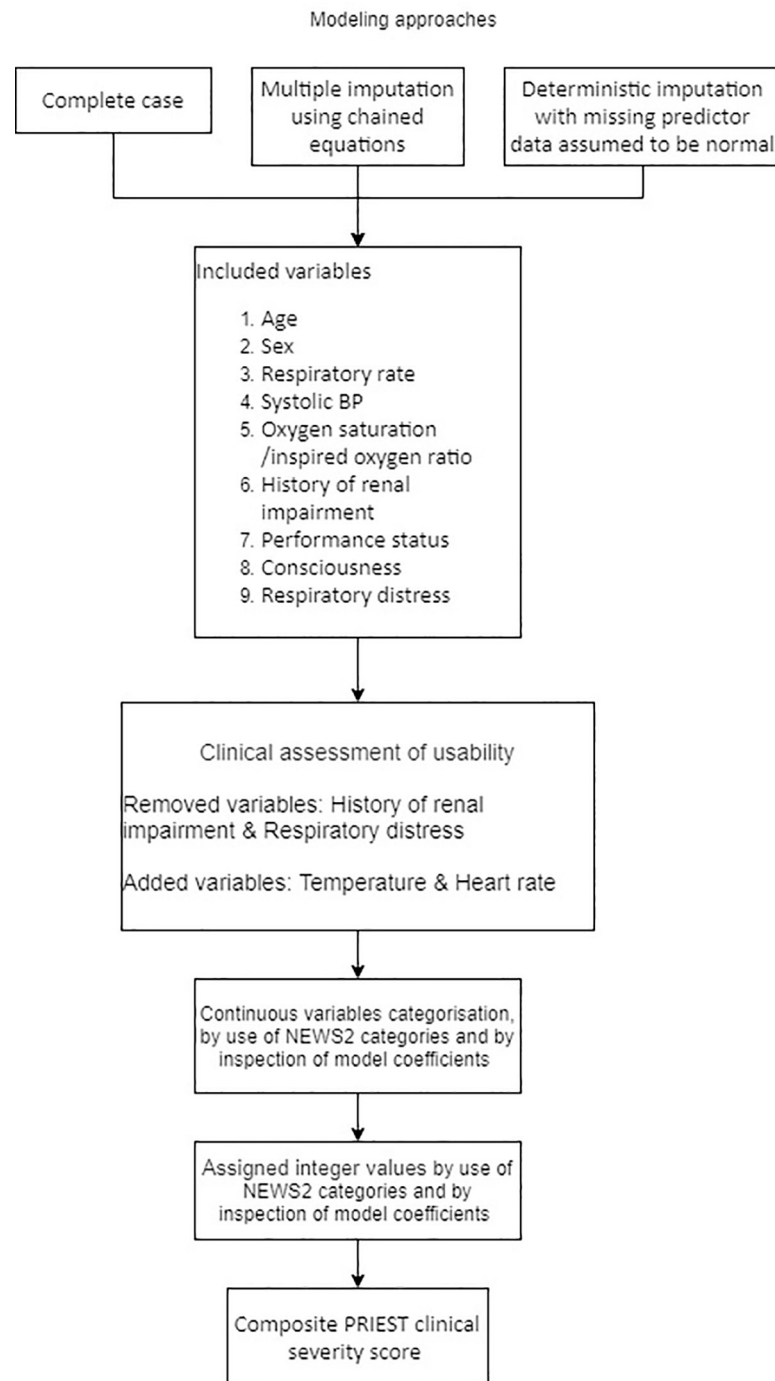 Modeling approaches
Complete case
Multiple imputation
using chained
equations
Deterministic imputation
with missing predictor
data assumed to be normal
Included variables
1. Age
2. Sex
3. Respiratory rate
4. Systolic BP
5. Oxygen saturation
/inspired oxygen ratio
6. History of renal
impairment
7. Performance status
8. Consciousness
9. Respiratory distress
Clinical assessment of usability
Removed variables: History of renal
impairment & Respiratory distress
Added variables: Temperature & Heart rate
Continuous variables categorisation,
by use of NEWS2 categories and by
inspection of model coefficients
Assigned integer values by use of
NEWS2 categories and by
inspection of model coefficients
Composite PRIEST clinical
severity score